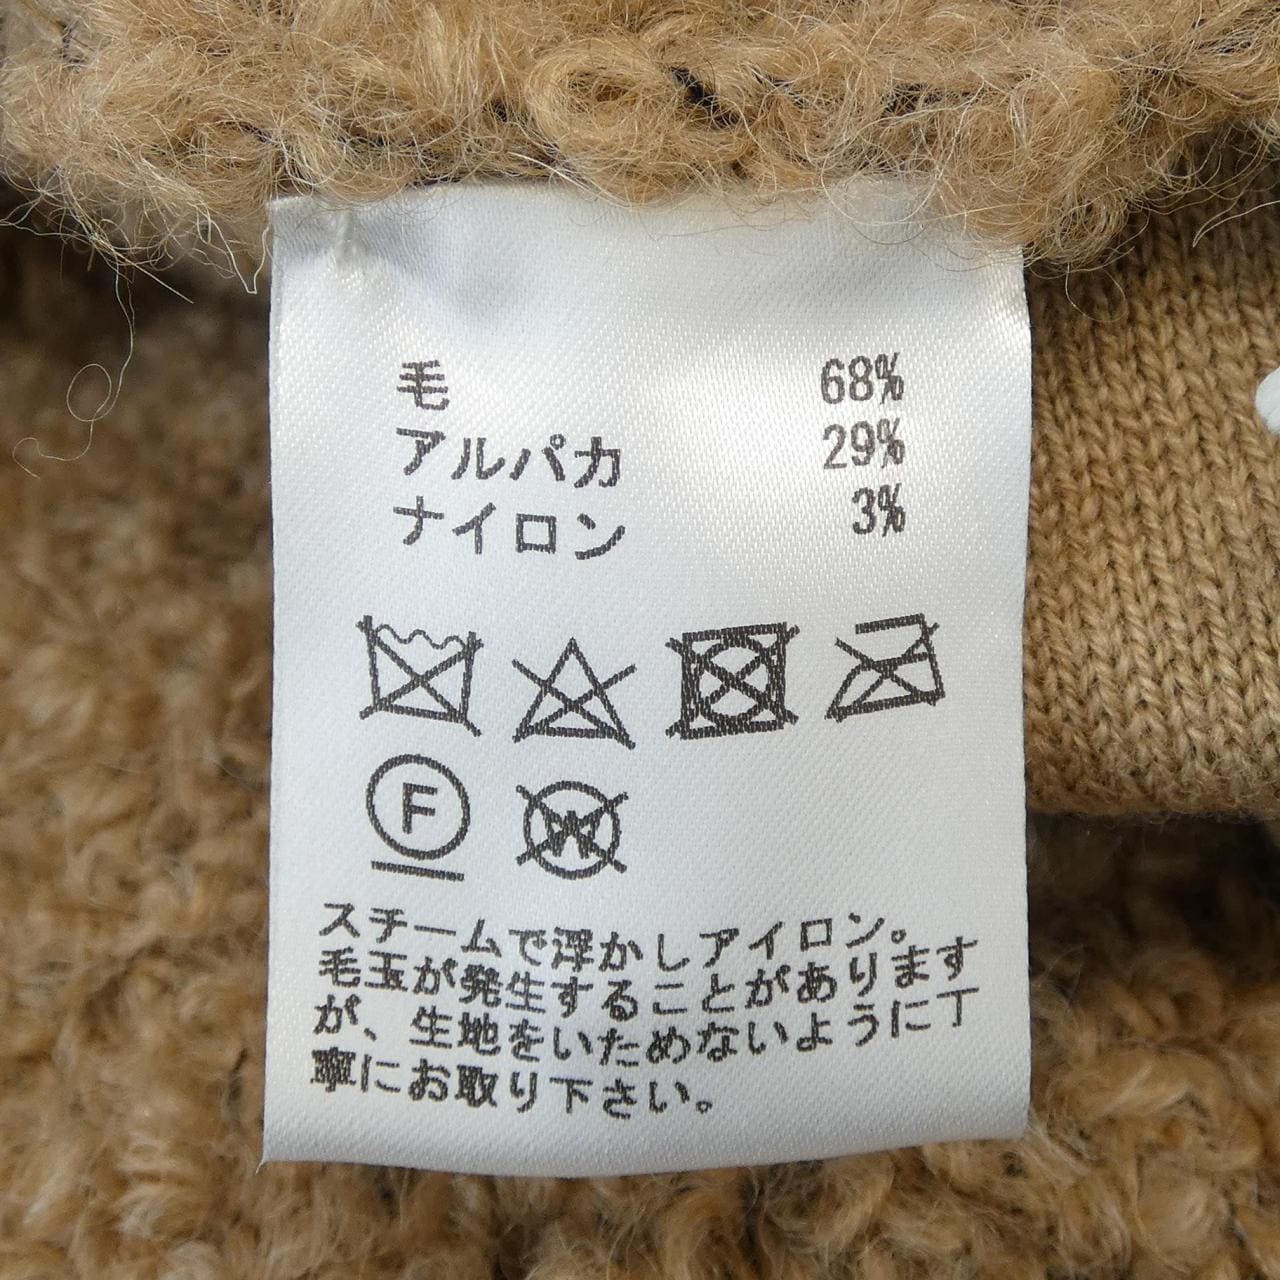 毛 68%
アルパカ 29%
ナイロン 3%
F W
スチームで浮かしアイロン。
毛玉が発生することがあります
が、生地をいためないように丁
寧にお取り下さい。